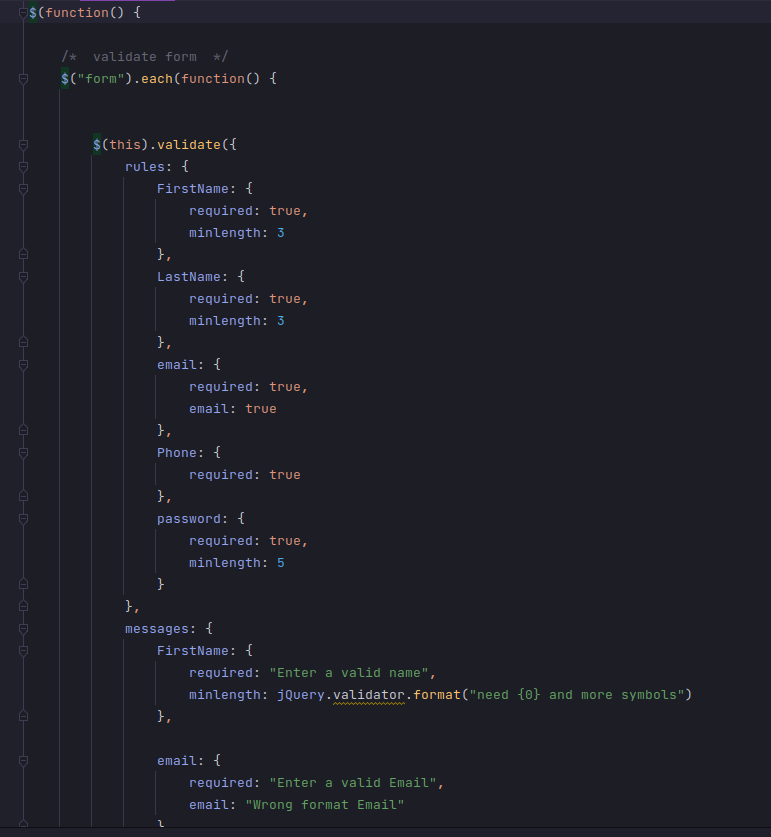 $(function() {
/*  validate form  */
$("form").each(function() {
$(this).validate({
rules: {
FirstName: {
required: true,
minlength: 3
},
LastName: {
required: true,
minlength: 3
},
email: {
required: true,
email: true
},
Phone: {
required: true
},
password: {
required: true,
minlength: 5
}
},
messages: {
FirstName: {
required: "Enter a valid name",
minlength: jQuery.validator.format("need {0} and more symbols")
},
email: {
required: "Enter a valid Email",
email: "Wrong format Email"
}